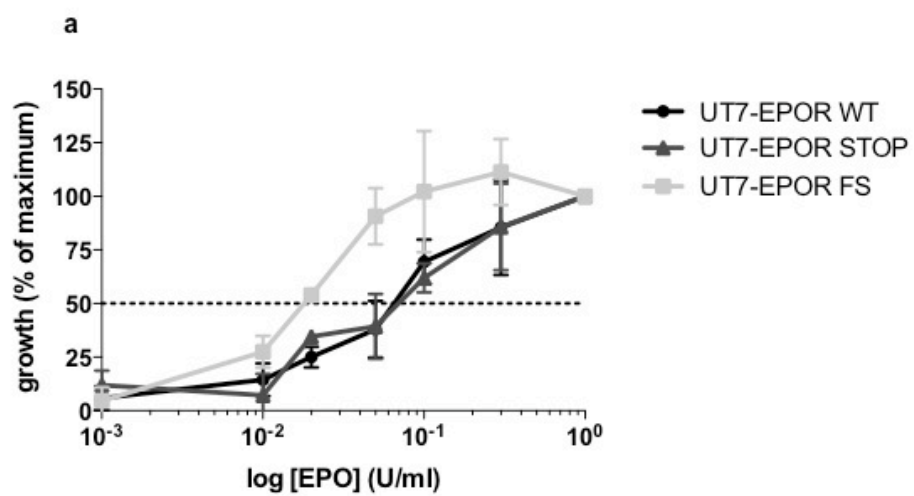 a
growth (% of maximum)
150
125
100
75
50
25
0
10⁻³ 10⁻² 10⁻¹ 10⁰
log [EPO] (U/ml)
UT7-EPOR WT
UT7-EPOR STOP
UT7-EPOR FS